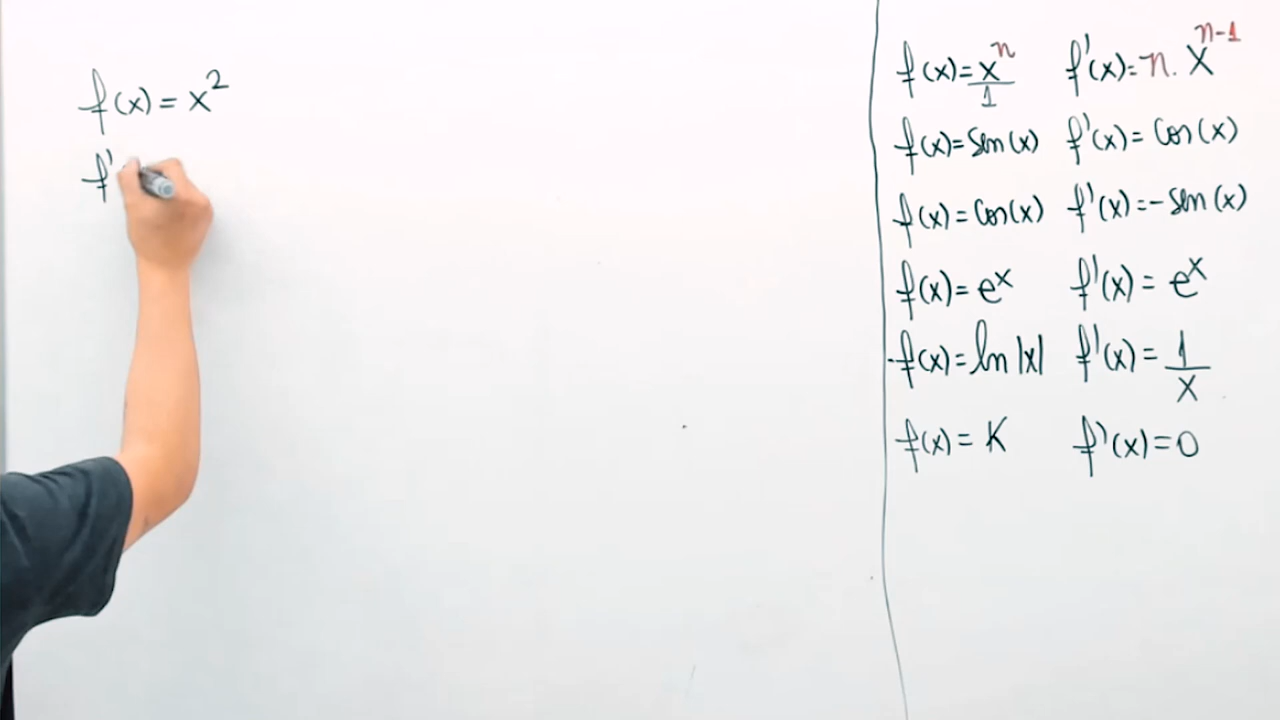 f(x) = x²
f'
f(x) = xⁿ/1 f'(x) = n. xⁿ⁻¹
f(x) = Sen(x) f'(x) = Cos(x)
f(x) = Cos(x) f'(x) = -Sen(x)
f(x) = eˣ f'(x) = eˣ
f(x) = ln|x| f'(x) = 1/x
f(x) = K f'(x) = 0